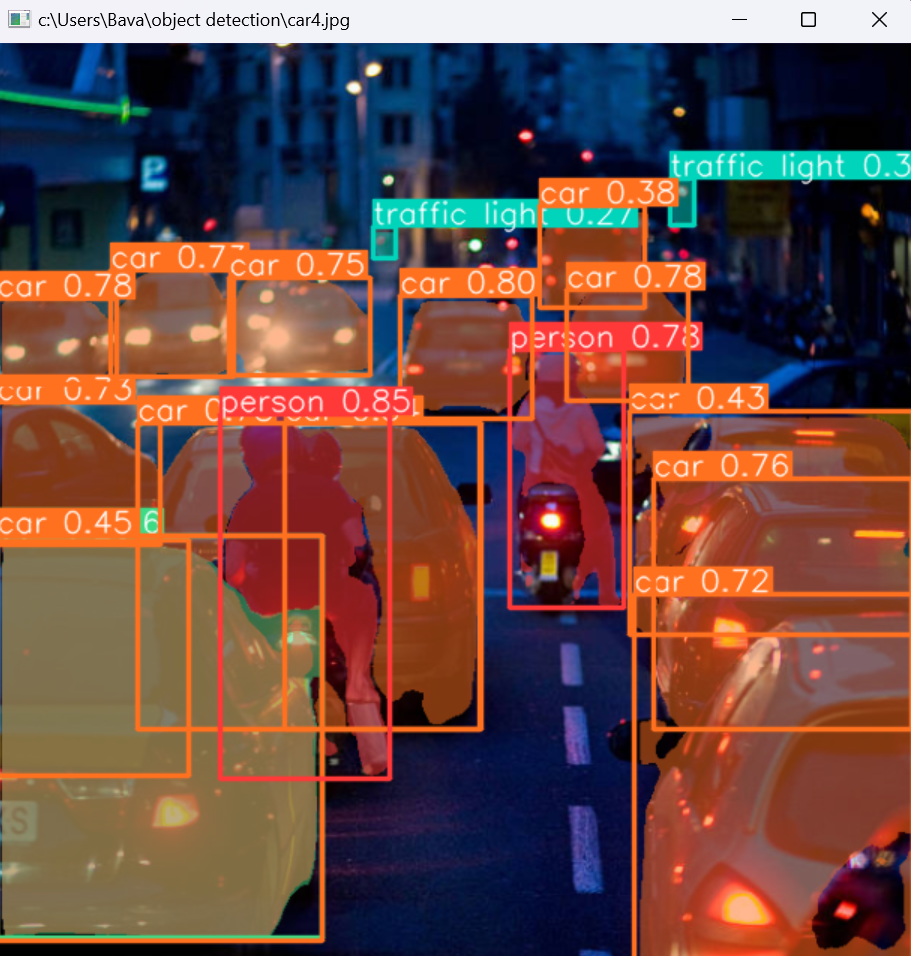 c:\Users\Bava\object detection\car4.jpg
traffic light 0.3
car 0.38
traffic light 0.27
car 0.77
car 0.75
car 0.78
car 0.80
car 0.78
person 0.78
car 0.73
car
person 0.85
car 0.43
car 0.76
car 0.45
6
car 0.72